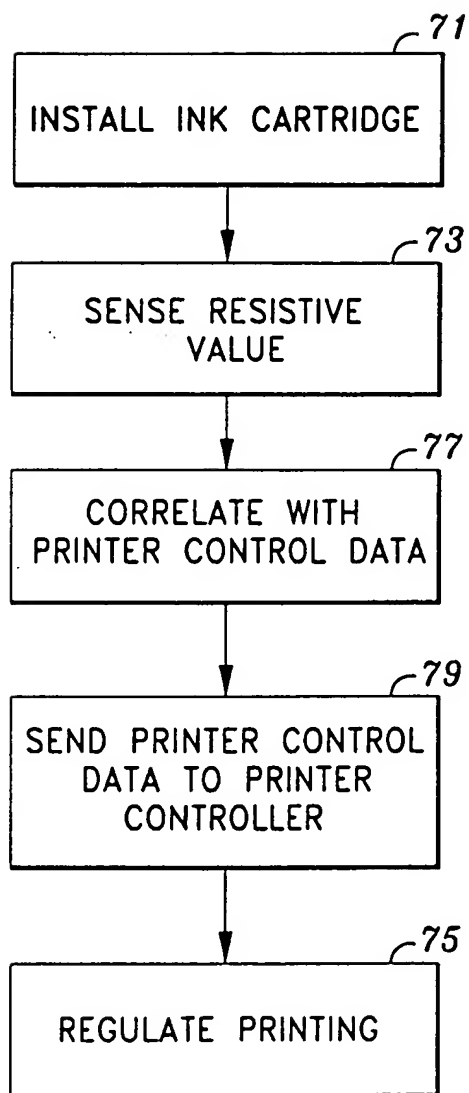 71
INSTALL INK CARTRIDGE
73
SENSE RESISTIVE
VALUE
77
CORRELATE WITH
PRINTER CONTROL DATA
79
SEND PRINTER CONTROL
DATA TO PRINTER
CONTROLLER
75
REGULATE PRINTING